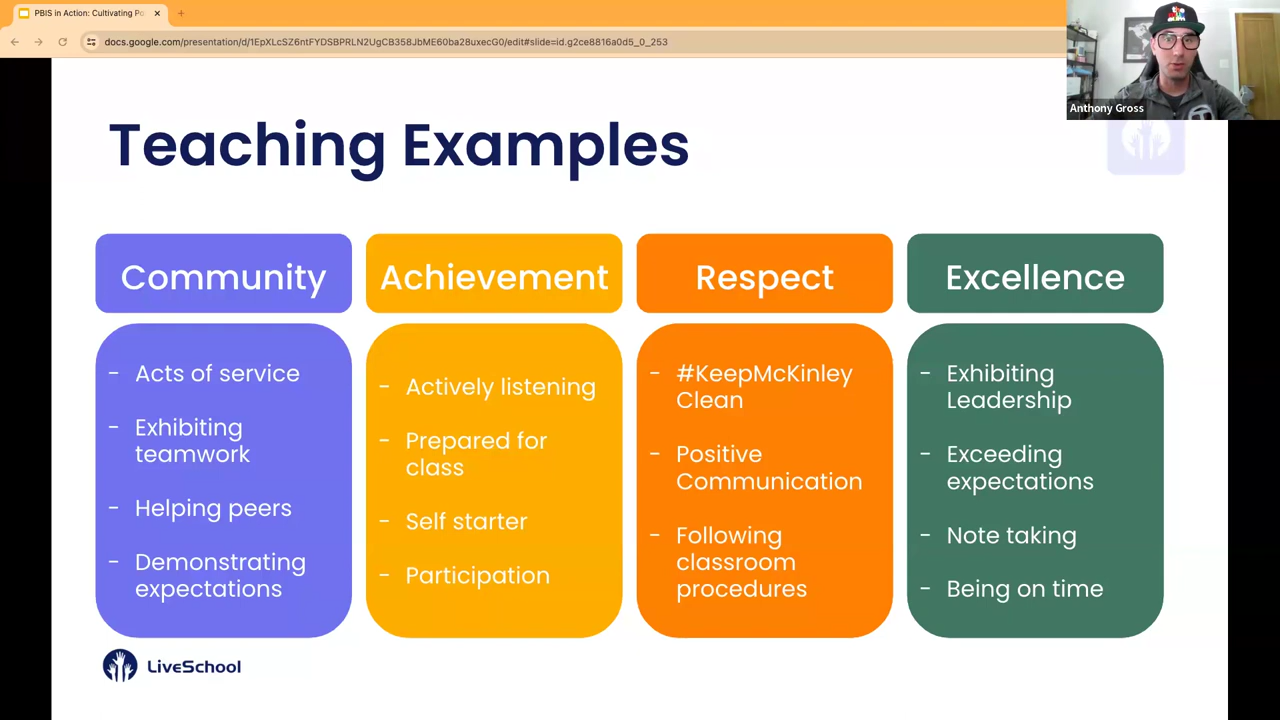 PBIS in Action: Cultivating Po
docs.google.com/presentation/d/1EpXLcSZ6ntFYDSBPRLN2UgCB358JbME60ba28uxecG0/edit#slide=id.g2ce8816a0d5_0_253
Anthony Gross
Teaching Examples
Community
- Acts of service
- Exhibiting
teamwork
- Helping peers
- Demonstrating
expectations
Achievement
- Actively listening
- Prepared for
class
- Self starter
- Participation
Respect
- #KeepMcKinley
Clean
- Positive
Communication
- Following
classroom
procedures
Excellence
- Exhibiting
Leadership
- Exceeding
expectations
- Note taking
- Being on time
LiveSchool